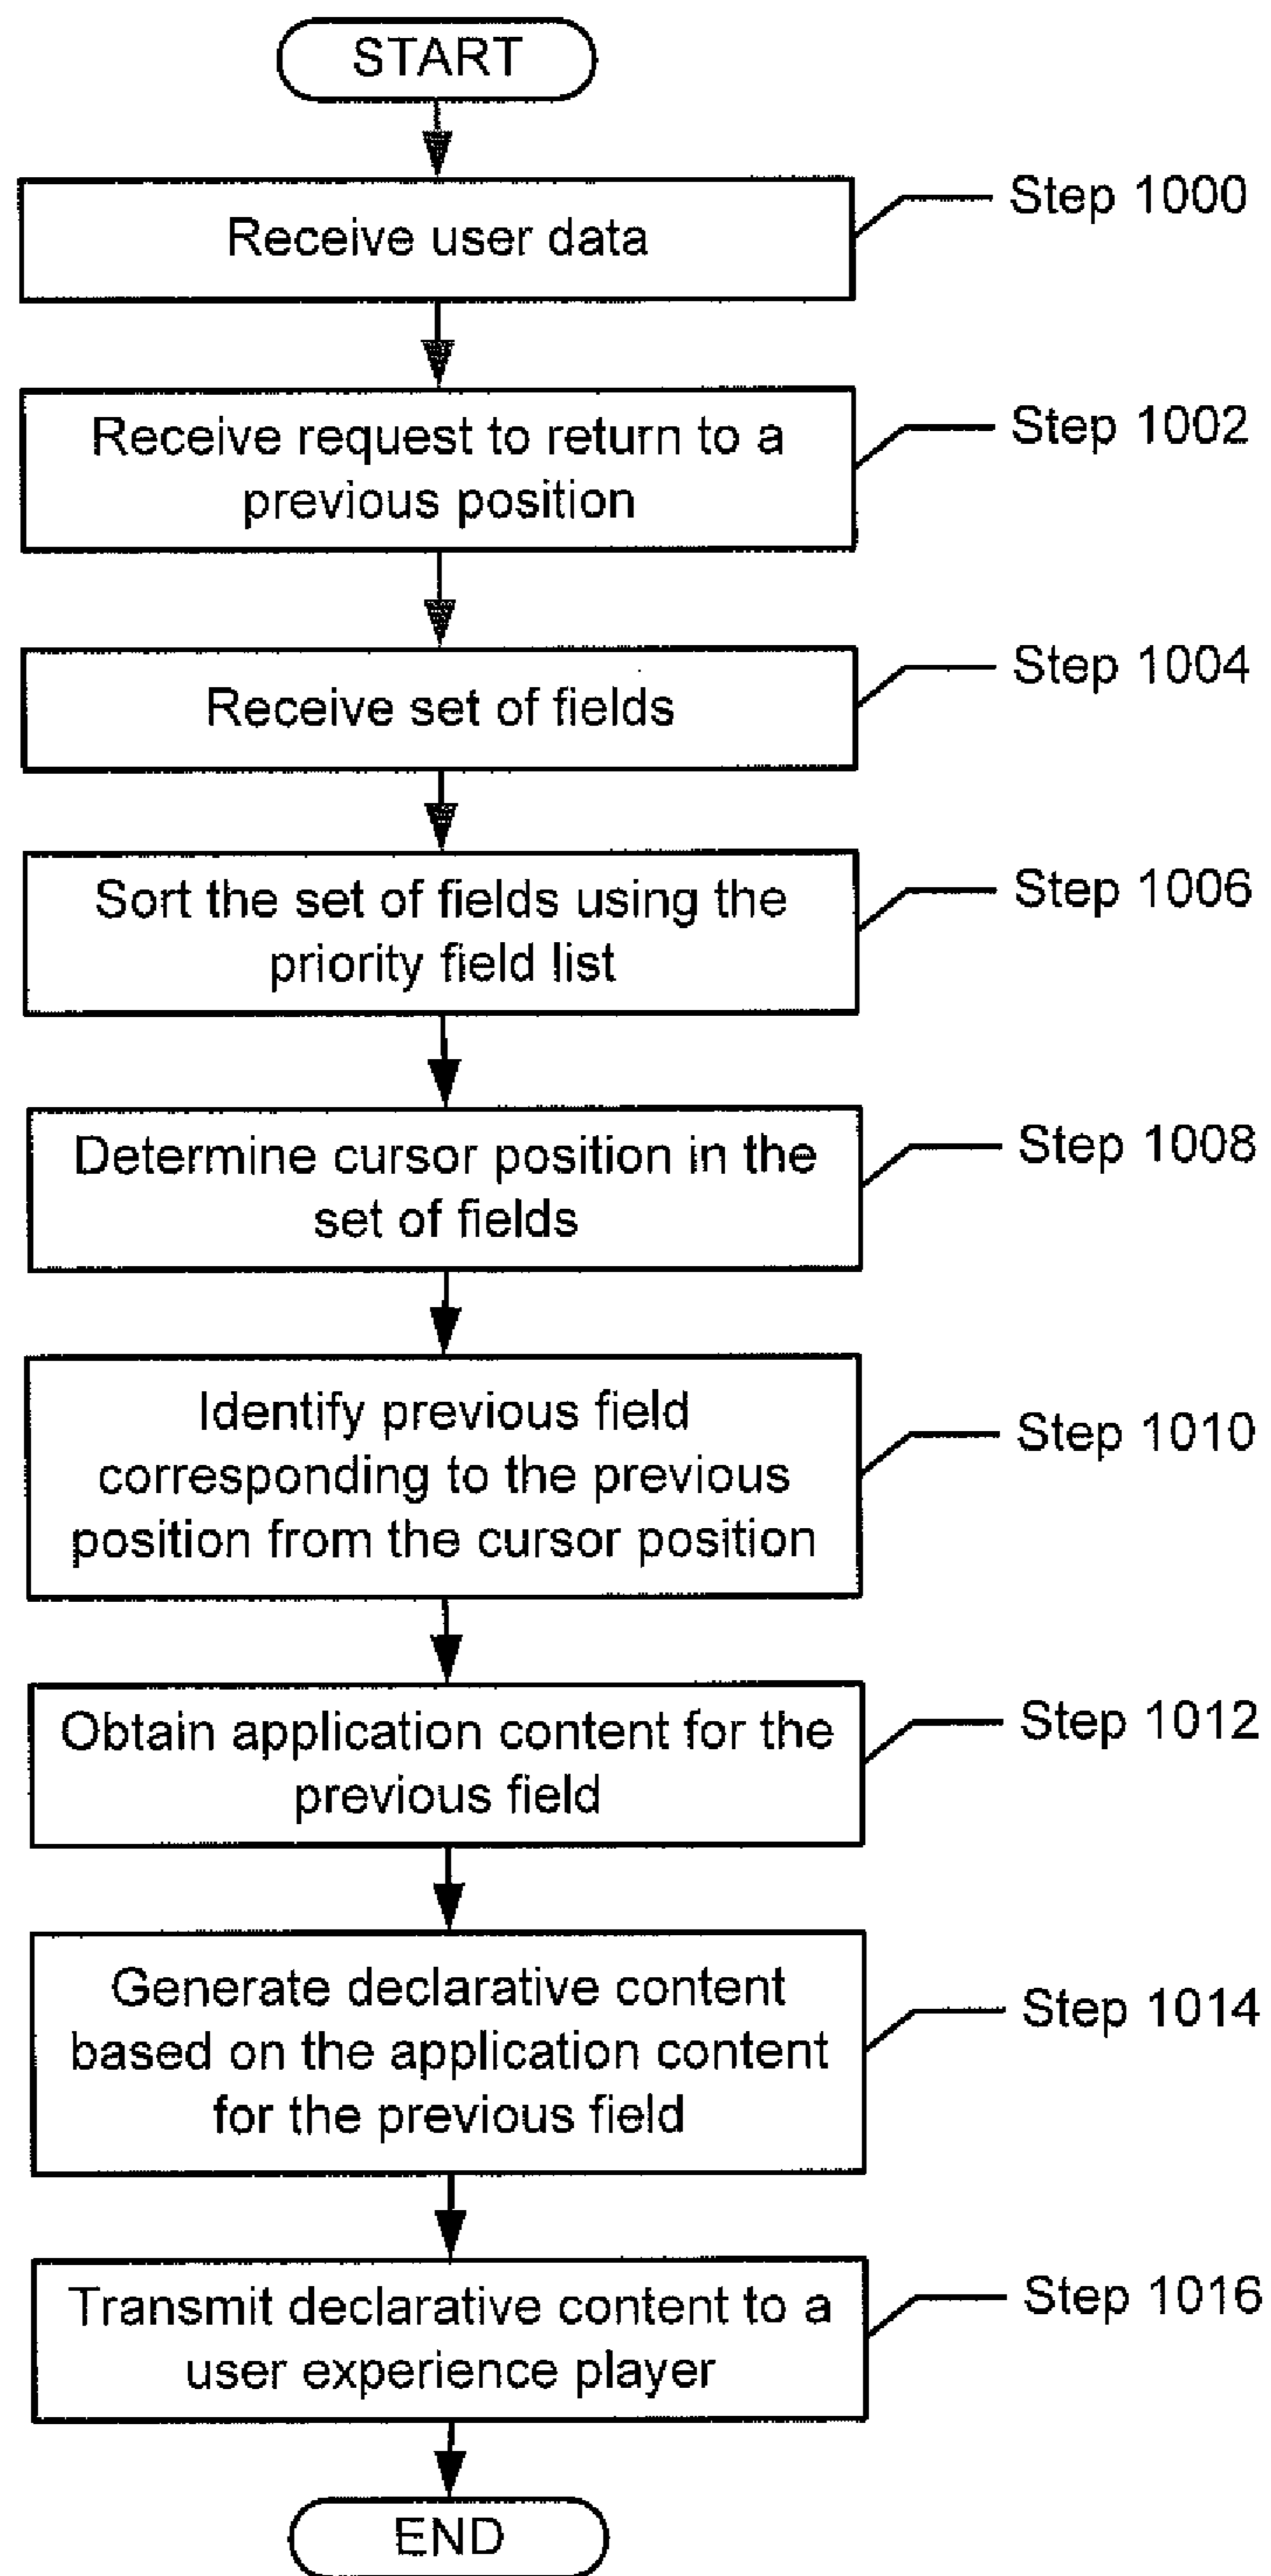 START
Receive user data
Step 1000
Receive request to return to a
previous position
Step 1002
Receive set of fields
Step 1004
Sort the set of fields using the
priority field list
Step 1006
Determine cursor position in the
set of fields
Step 1008
Identify previous field
corresponding to the previous
position from the cursor position
Step 1010
Obtain application content for the
previous field
Step 1012
Generate declarative content
based on the application content
for the previous field
Step 1014
Transmit declarative content to a
user experience player
Step 1016
END